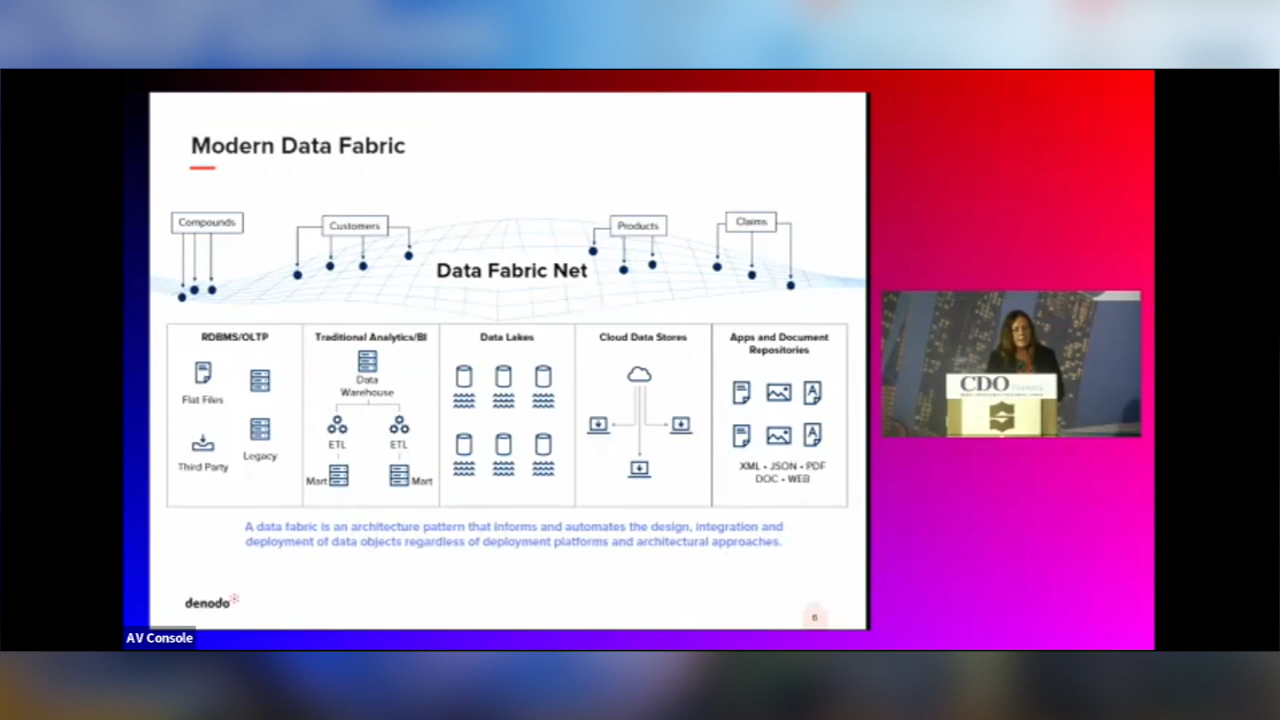 Modern Data Fabric
Compounds
Customers
Products
Claims
Data Fabric Net
RDBMS/OLTP
Flat Files
Third Party
Legacy
Traditional Analytics/BI
Data
Warehouse
ETL
ETL
Mart
Mart
Data Lakes
Cloud Data Stores
Apps and Document
Repositories
A
A
XML • JSON • PDF
DOC • WEB
A data fabric is an architecture pattern that informs and automates the design, integration and
deployment of data objects regardless of deployment platforms and architectural approaches.
denodo
6
AV Console
CDO